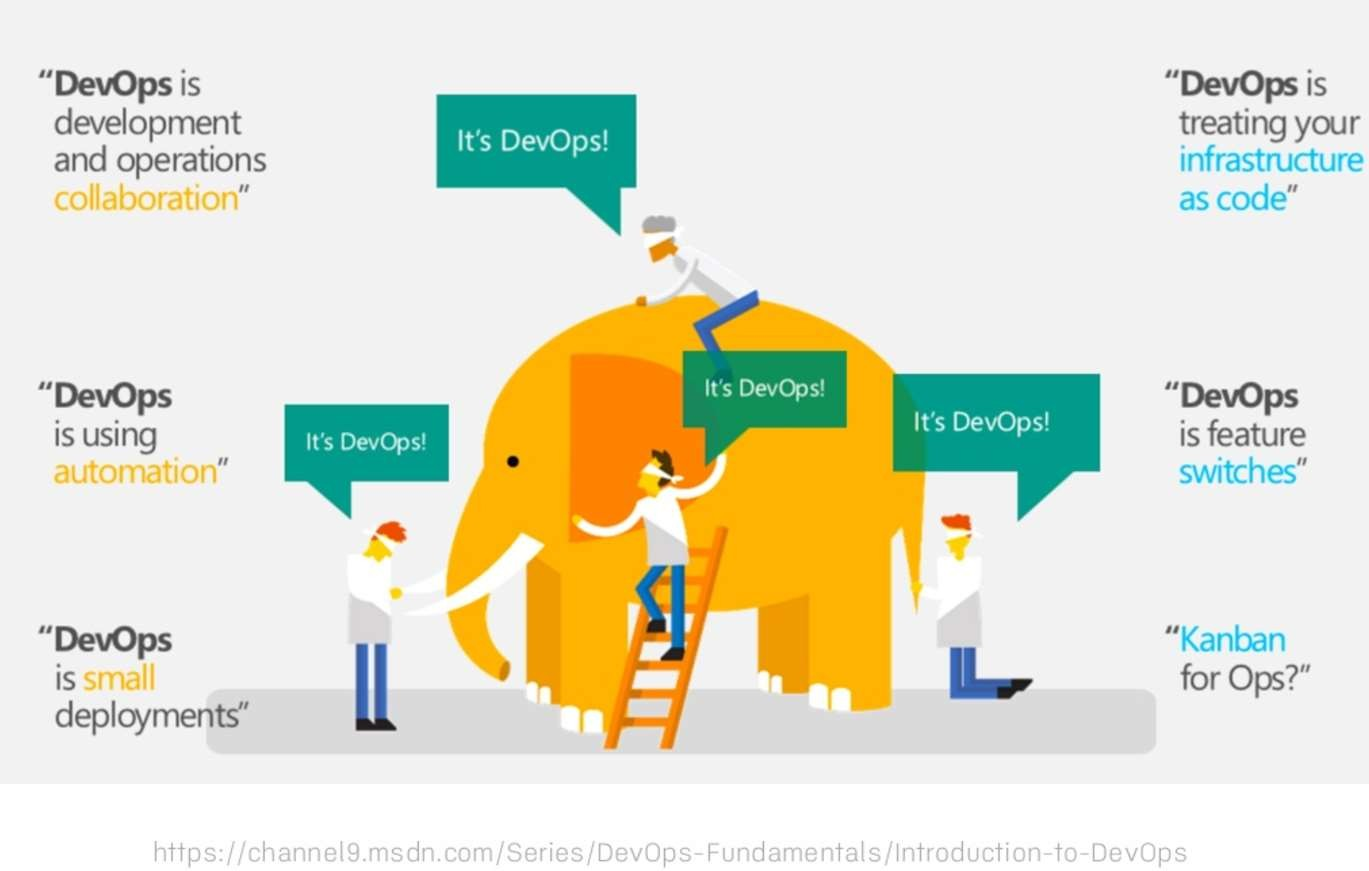 “DevOps is
development
and operations
collaboration”
It's DevOps!
“DevOps is
treating your
infrastructure
as code”
“DevOps
is using
automation”
It's DevOps!
It's DevOps!
It's DevOps!
“DevOps
is feature
switches”
“DevOps
is small
deployments”
“Kanban
for Ops?”
https://channel9.msdn.com/Series/DevOps-Fundamentals/Introduction-to-DevOps